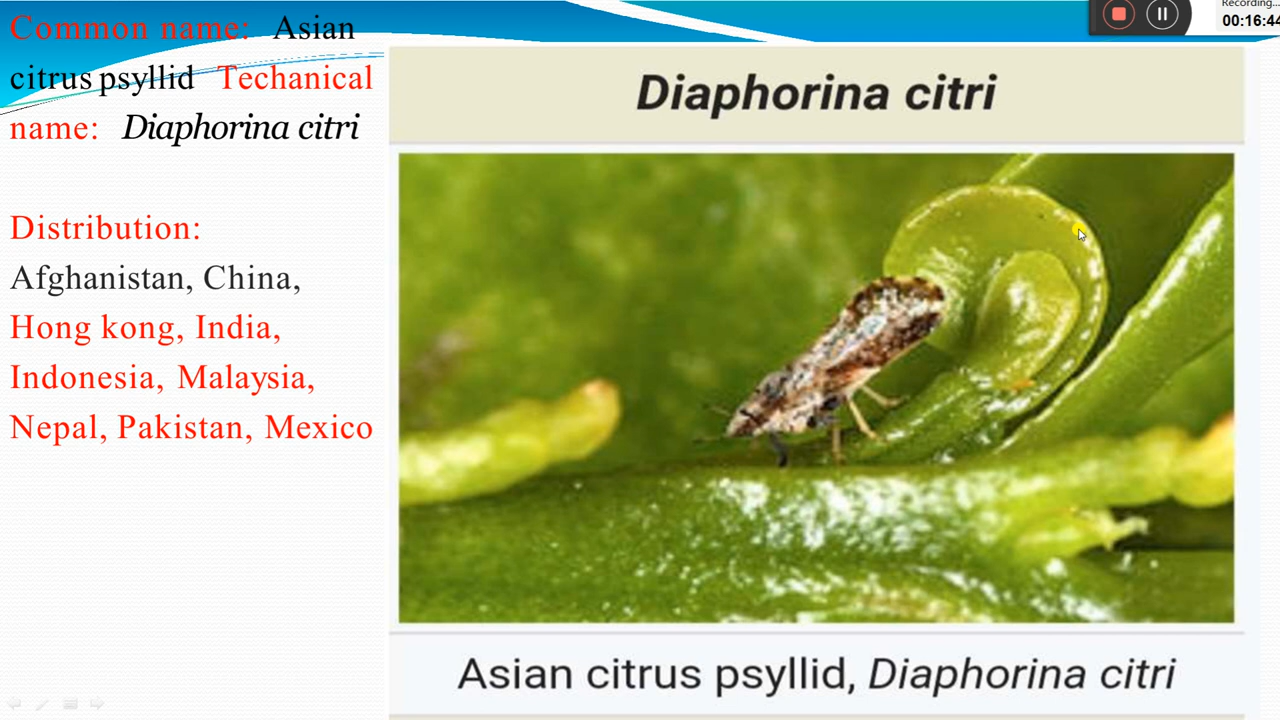 Common name: Asian
citrus psyllid Techanical
name: Diaphorina citri
Distribution:
Afghanistan, China,
Hong kong, India,
Indonesia, Malaysia,
Nepal, Pakistan, Mexico
Recording...
00:16:44
Diaphorina citri
Asian citrus psyllid, Diaphorina citri